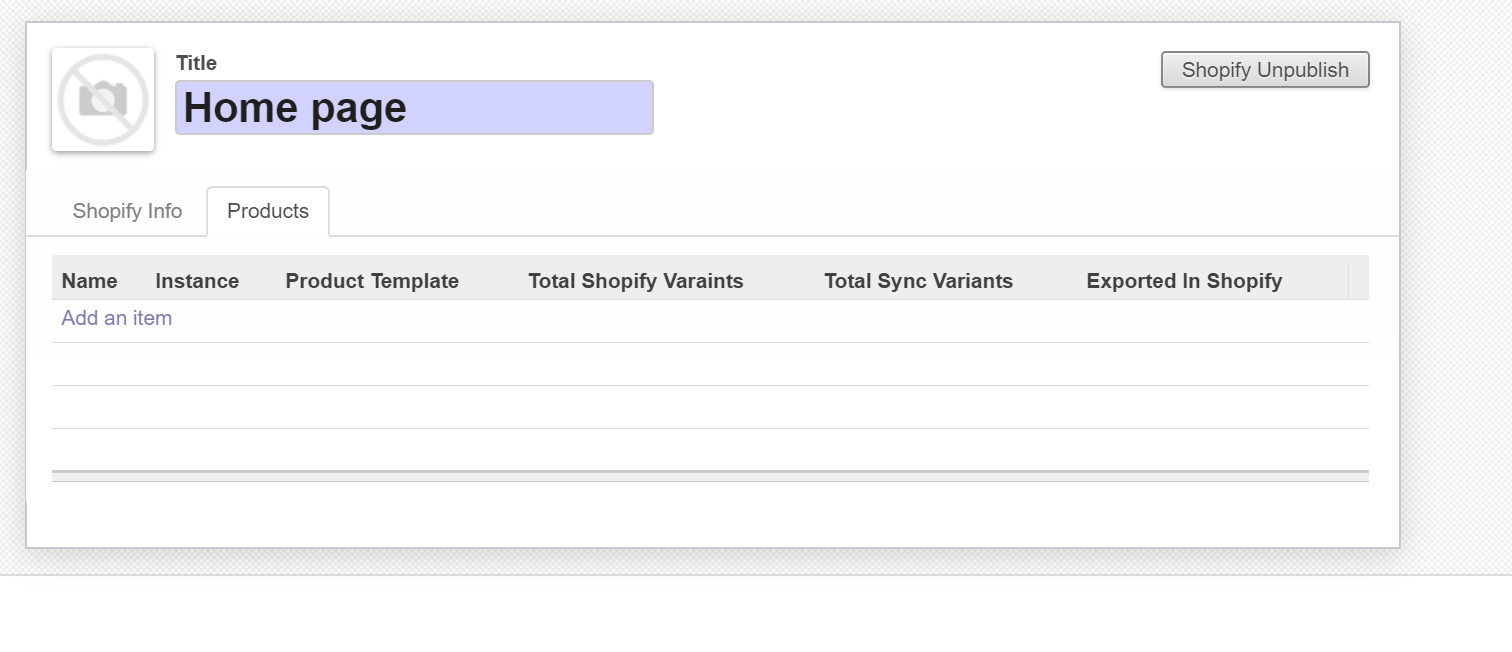 Title
Home page
Shopify Unpublish
Shopify Info
Products
Name Instance Product Template Total Shopify Varaints Total Sync Variants Exported In Shopify
Add an item